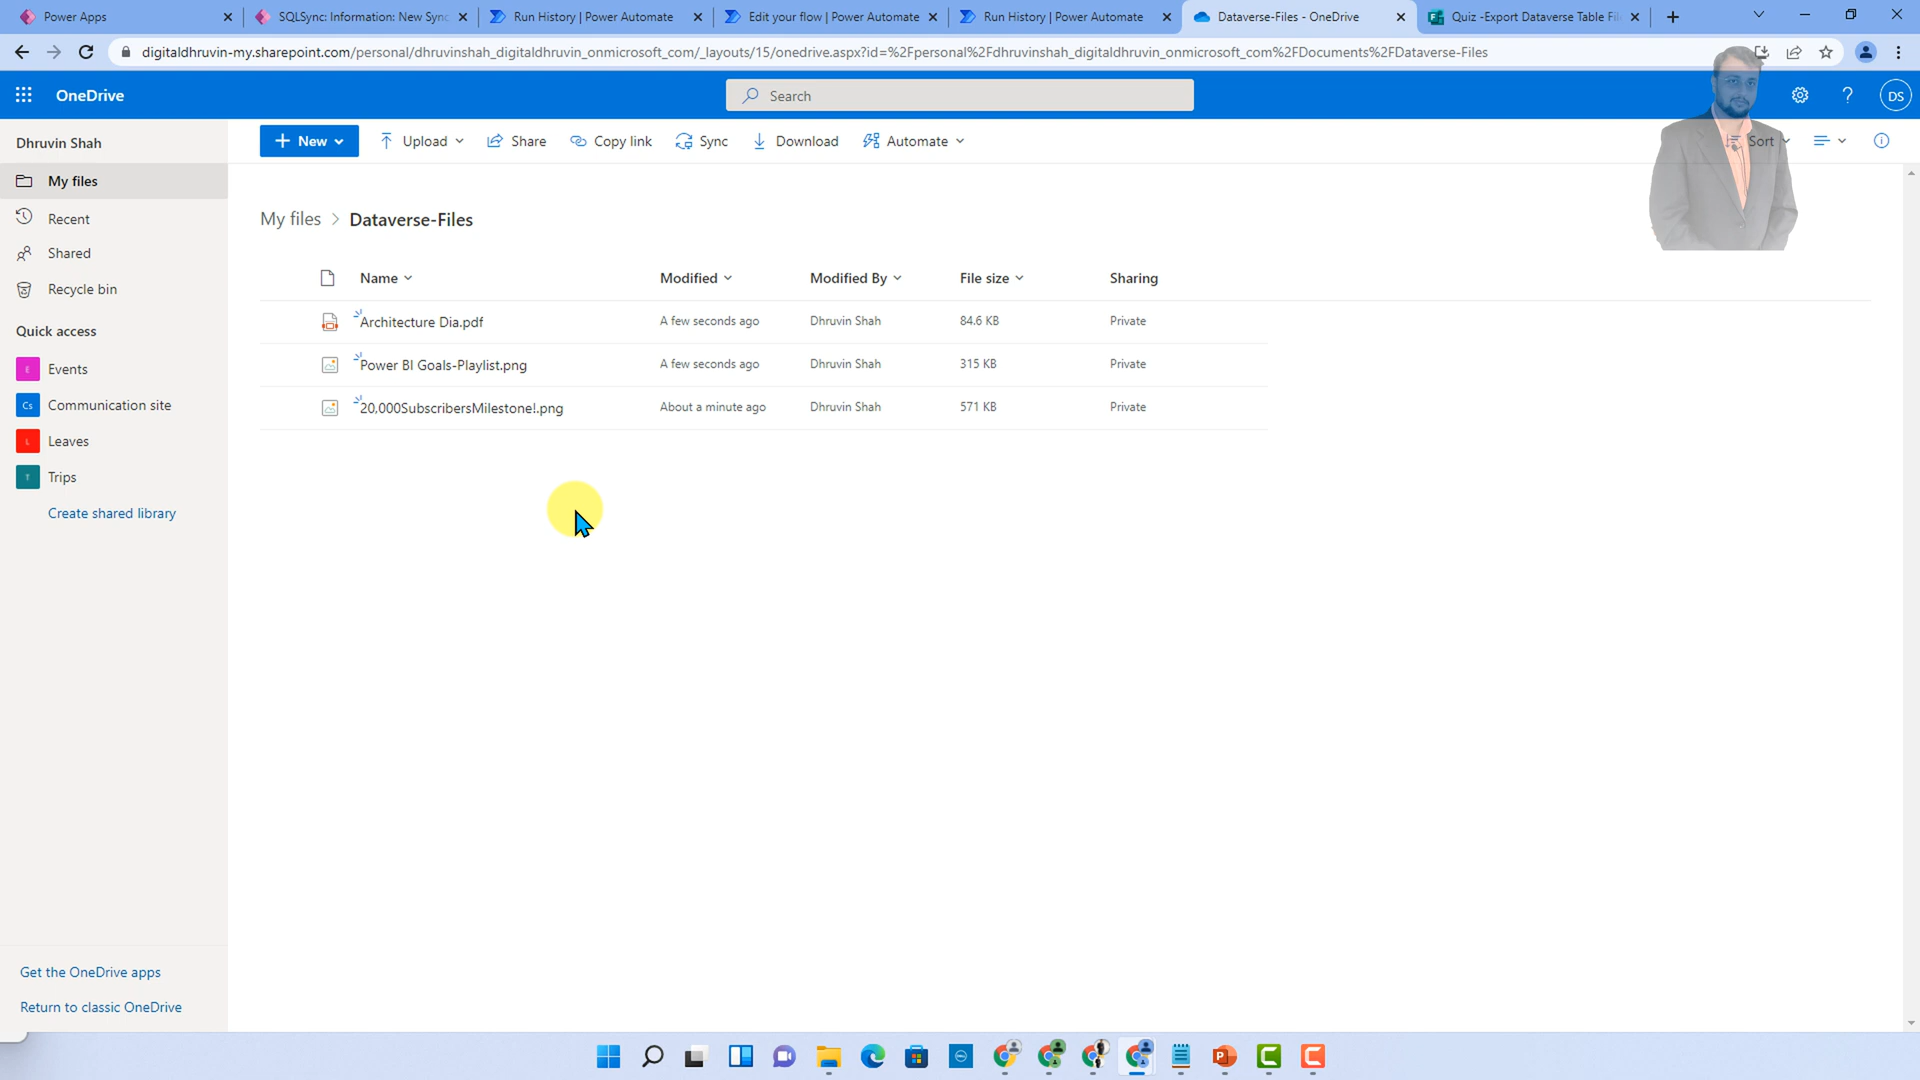 Power Apps
SQLSync: Information: New Sync
Run History | Power Automate
Edit your flow | Power Automate
Run History | Power Automate
Dataverse-Files - OneDrive
Quiz -Export Dataverse Table Fil
digitaldhruvin-my.sharepoint.com/personal/dhruvinshah_digitaldhruvin_onmicrosoft_com/_layouts/15/onedrive.aspx?id=%2Fpersonal%2Fdhruvinshah_digitaldhruvin_onmicrosoft_com%2FDocuments%2FDataverse-Files
OneDrive
Search
DS
Dhruvin Shah
New
Upload
Share
Copy link
Sync
Download
Automate
Sort
My files
Recent
Shared
Recycle bin
Quick access
E Events
Cs Communication site
L Leaves
T Trips
Create shared library
Get the OneDrive apps
Return to classic OneDrive
My files > Dataverse-Files
Name Modified Modified By File size Sharing
Architecture Dia.pdf A few seconds ago Dhruvin Shah 84.6 KB Private
Power BI Goals-Playlist.png A few seconds ago Dhruvin Shah 315 KB Private
20,000SubscribersMilestone!.png About a minute ago Dhruvin Shah 571 KB Private